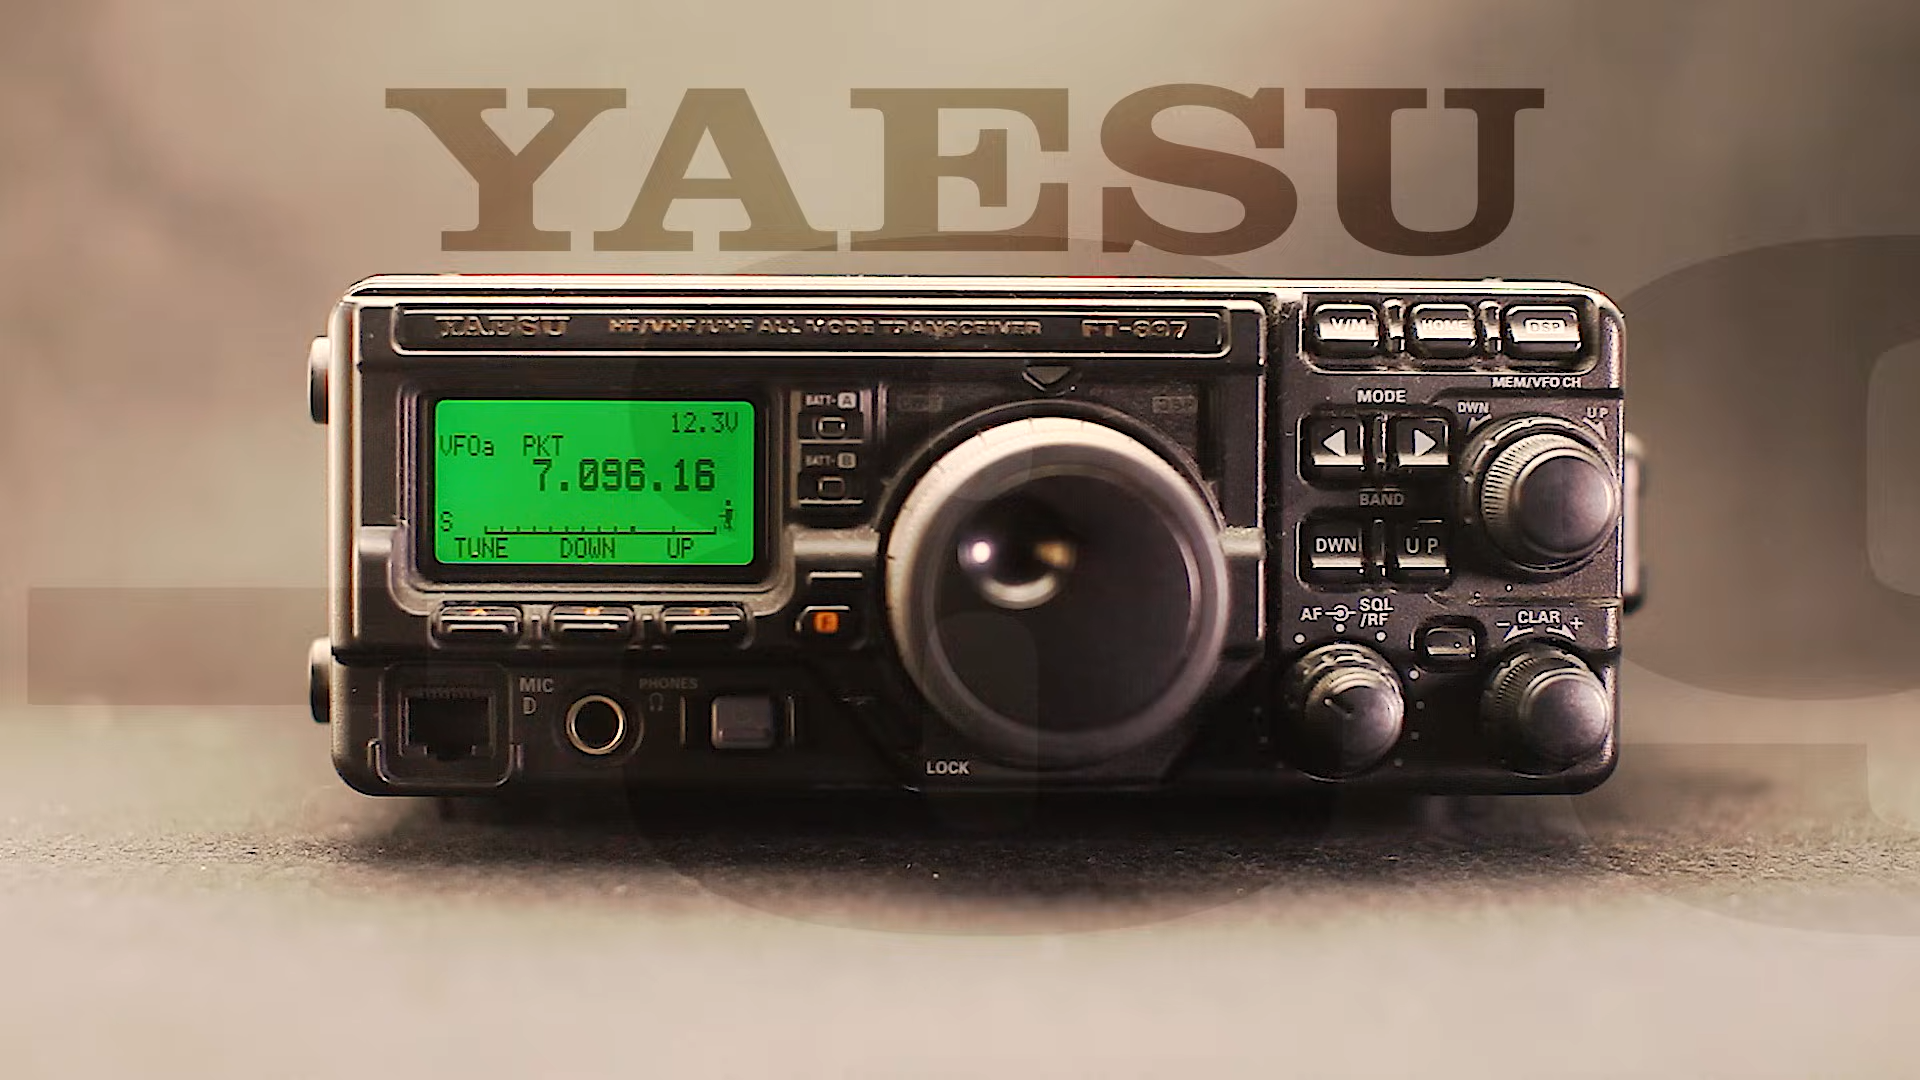 YAESU
YAESU HF/VHF/UHF ALL MODE TRANSCEIVER FT-897
V/M HOME DSP
MEM/VFO CH
MODE
DWN UP
BATT-A
12.3V
VFOa PKT
7.096.16
BATT-B
S
TUNE DOWN UP
BAND
DWN UP
AF SQL/RF
CLAR
F
MIC
PHONES
LOCK